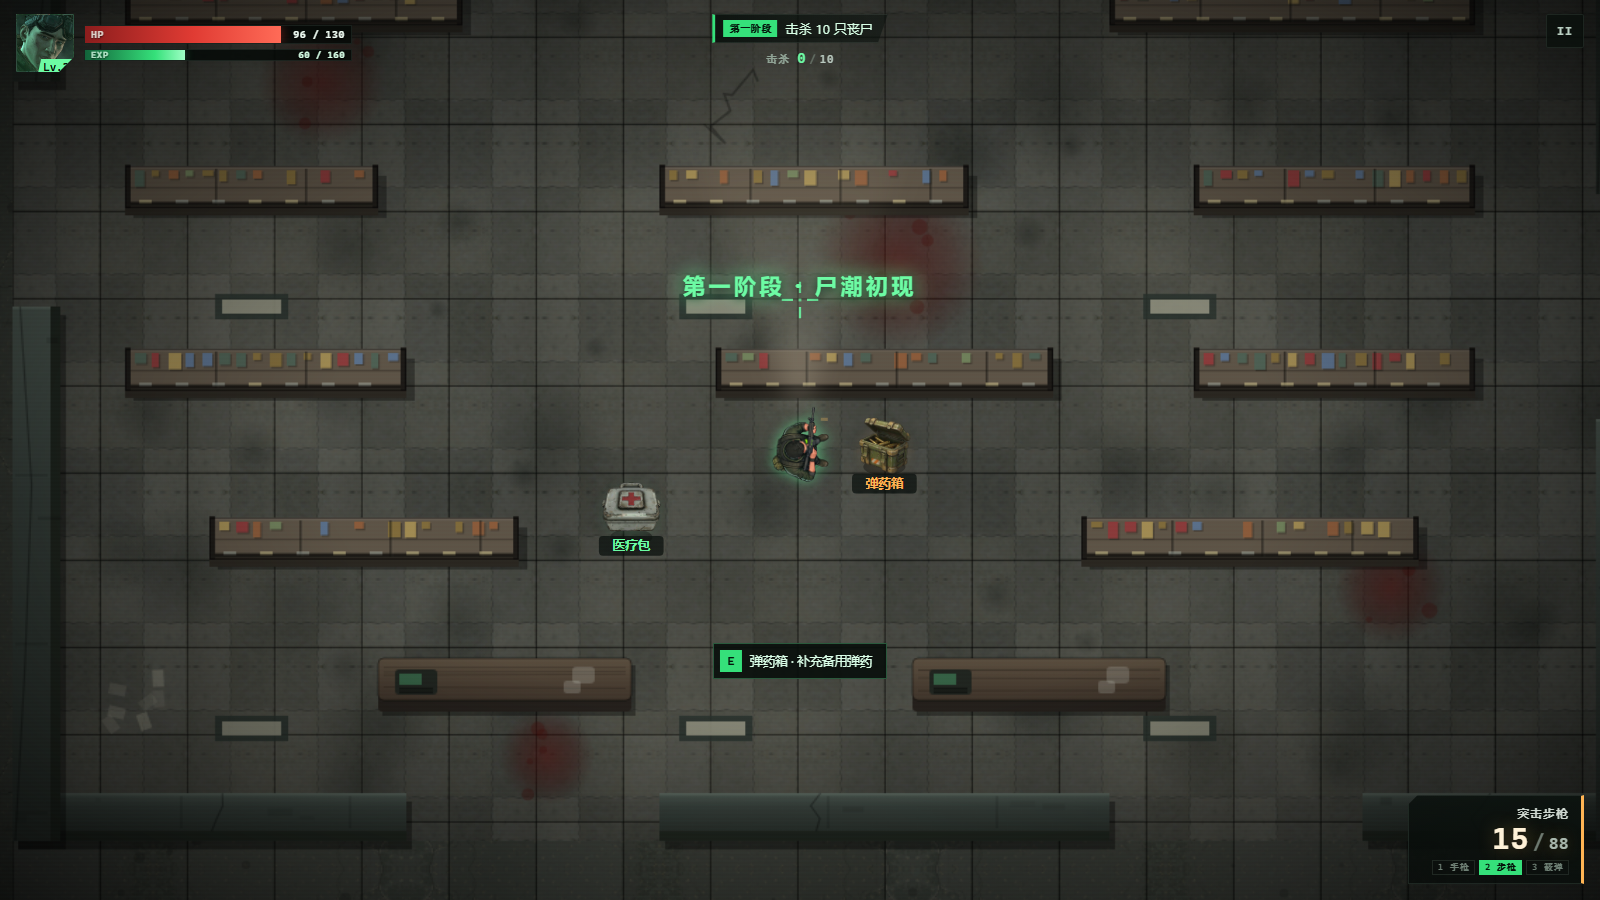 HP
96 / 130
EXP
60 / 160
第一阶段 击杀 10 只丧尸
击杀 0 / 10
II
第一阶段 · 尸潮初现
弹药箱
医疗包
E 弹药箱 · 补充备用弹药
突击步枪
15 / 88
1 手枪 2 步枪 3 霰弹